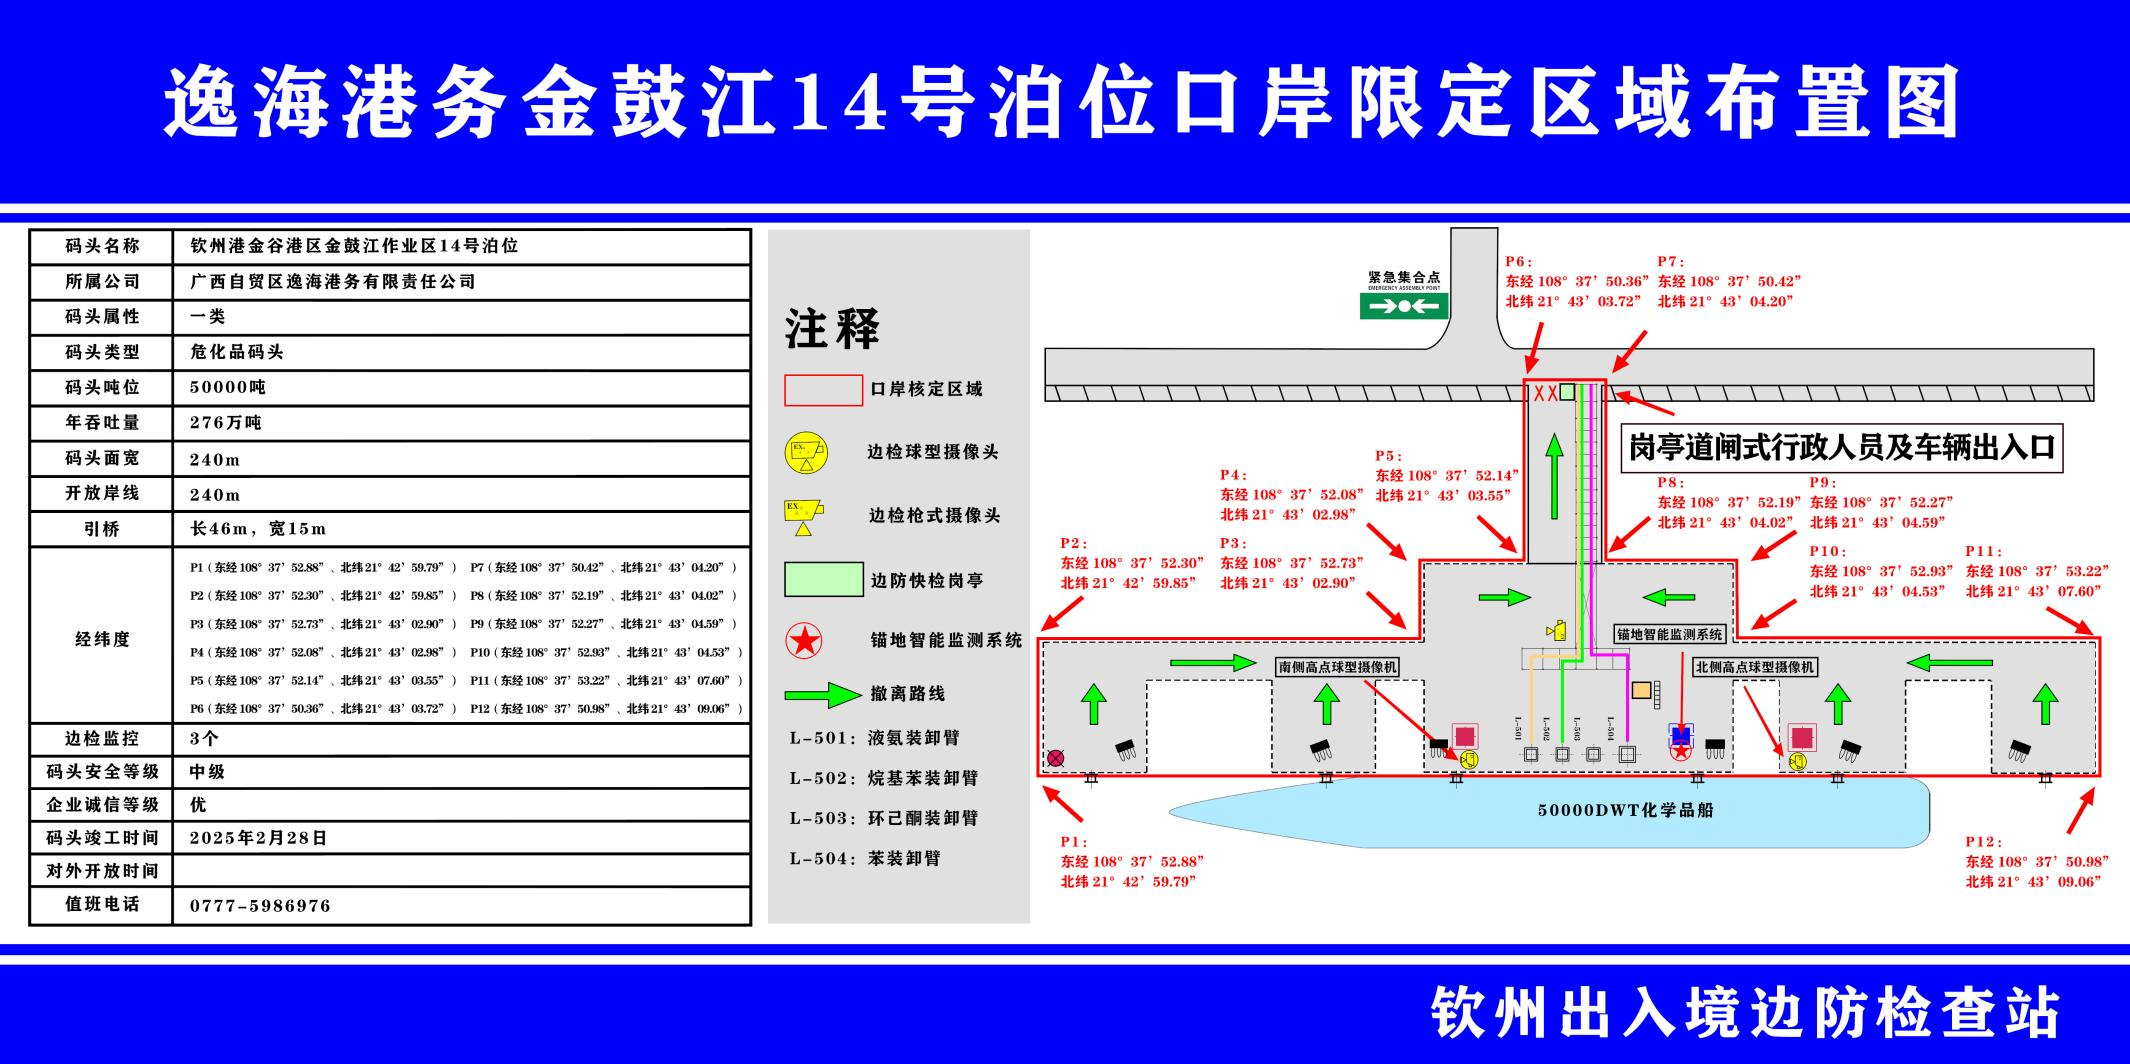 逸海港务金鼓江14号泊位口岸限定区域布置图
码头名称 钦州港金谷港区金鼓江作业区14号泊位
所属公司 广西自贸区逸海港务有限责任公司
码头属性 一类
码头类型 危化品码头
码头吨位 50000吨
年吞吐量 276万吨
码头面宽 240m
开放岸线 240m
引桥 长46m，宽15m
经纬度
P1（东经108°37’52.88”、北纬21°42’59.79”） P7（东经108°37’50.42”、北纬21°43’04.20”）
P2（东经108°37’52.30”、北纬21°42’59.85”） P8（东经108°37’52.19”、北纬21°43’04.02”）
P3（东经108°37’52.73”、北纬21°43’02.90”） P9（东经108°37’52.27”、北纬21°43’04.59”）
P4（东经108°37’52.08”、北纬21°43’02.98”） P10（东经108°37’52.93”、北纬21°43’04.53”）
P5（东经108°37’52.14”、北纬21°43’03.55”） P11（东经108°37’53.22”、北纬21°43’07.60”）
P6（东经108°37’50.36”、北纬21°43’03.72”） P12（东经108°37’50.98”、北纬21°43’09.06”）
边检监控 3个
码头安全等级 中级
企业诚信等级 优
码头竣工时间 2025年2月28日
对外开放时间
值班电话 0777-5986976
注释
口岸核定区域
EX
边检球型摄像头
EX
边检枪式摄像头
边防快检岗亭
锚地智能监测系统
撤离路线
L-501：液氨装卸臂
L-502：烷基苯装卸臂
L-503：环己酮装卸臂
L-504：苯装卸臂
紧急集合点
EMERGENCY ASSEMBLY POINT
P6：
东经108°37’50.36”
北纬21°43’03.72”
P7：
东经108°37’50.42”
北纬21°43’04.20”
岗亭道闸式行政人员及车辆出入口
P5：
东经108°37’52.14”
北纬21°43’03.55”
P4：
东经108°37’52.08”
北纬21°43’02.98”
P8：
东经108°37’52.19”
北纬21°43’04.02”
P9：
东经108°37’52.27”
北纬21°43’04.59”
P2：
东经108°37’52.30”
北纬21°42’59.85”
P3：
东经108°37’52.73”
北纬21°43’02.90”
P10：
东经108°37’52.93”
北纬21°43’04.53”
P11：
东经108°37’53.22”
北纬21°43’07.60”
锚地智能监测系统
南侧高点球型摄像机
北侧高点球型摄像机
L-501
L-502
L-503
L-504
50000DWT化学品船
P1：
东经108°37’52.88”
北纬21°42’59.79”
P12：
东经108°37’50.98”
北纬21°43’09.06”
钦州出入境边防检查站